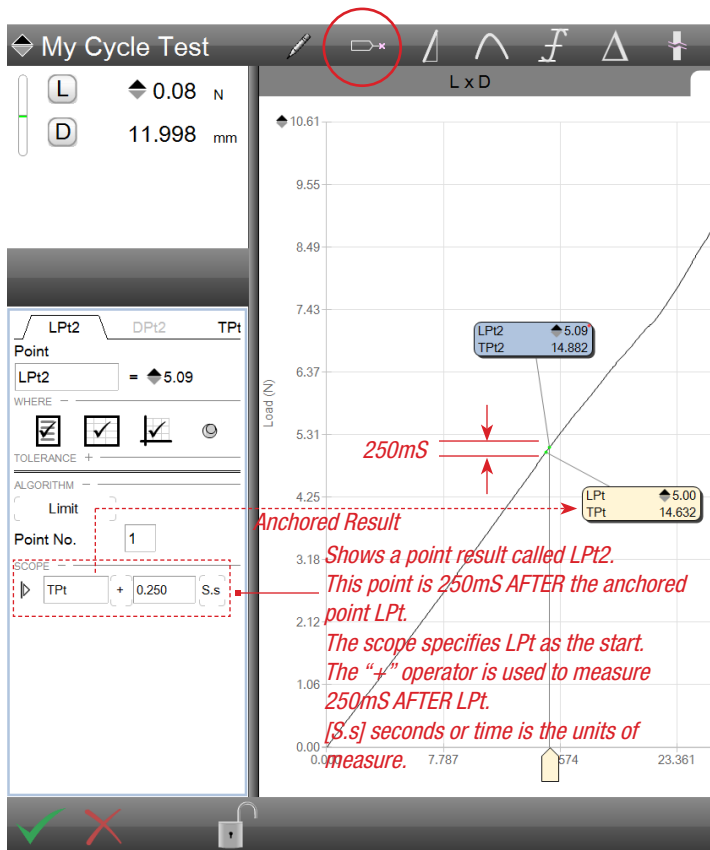 My Cycle Test
L 0.08 N
D 11.998 mm
L x D
10.61
9.55
8.49
7.43
6.37
5.31
4.25
3.18
2.12
1.06
0.00
Load (N)
0.000 7.787 574 23.361
LPt2 5.09
TPt2 14.882
250mS
LPt 5.00
TPt 14.632
LPt2 DPt2 TPt
Point
LPt2 = 5.09
WHERE
TOLERANCE +
ALGORITHM
Limit
Point No. 1
SCOPE
TPt + 0.250 S.s
Anchored Result
Shows a point result called LPt2.
This point is 250mS AFTER the anchored
point LPt.
The scope specifies LPt as the start.
The “+” operator is used to measure
250mS AFTER LPt.
[S.s] seconds or time is the units of
measure.